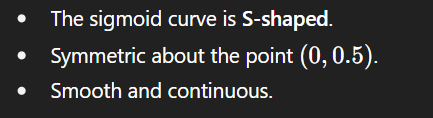 • The sigmoid curve is S-shaped.
• Symmetric about the point (0, 0.5).
• Smooth and continuous.